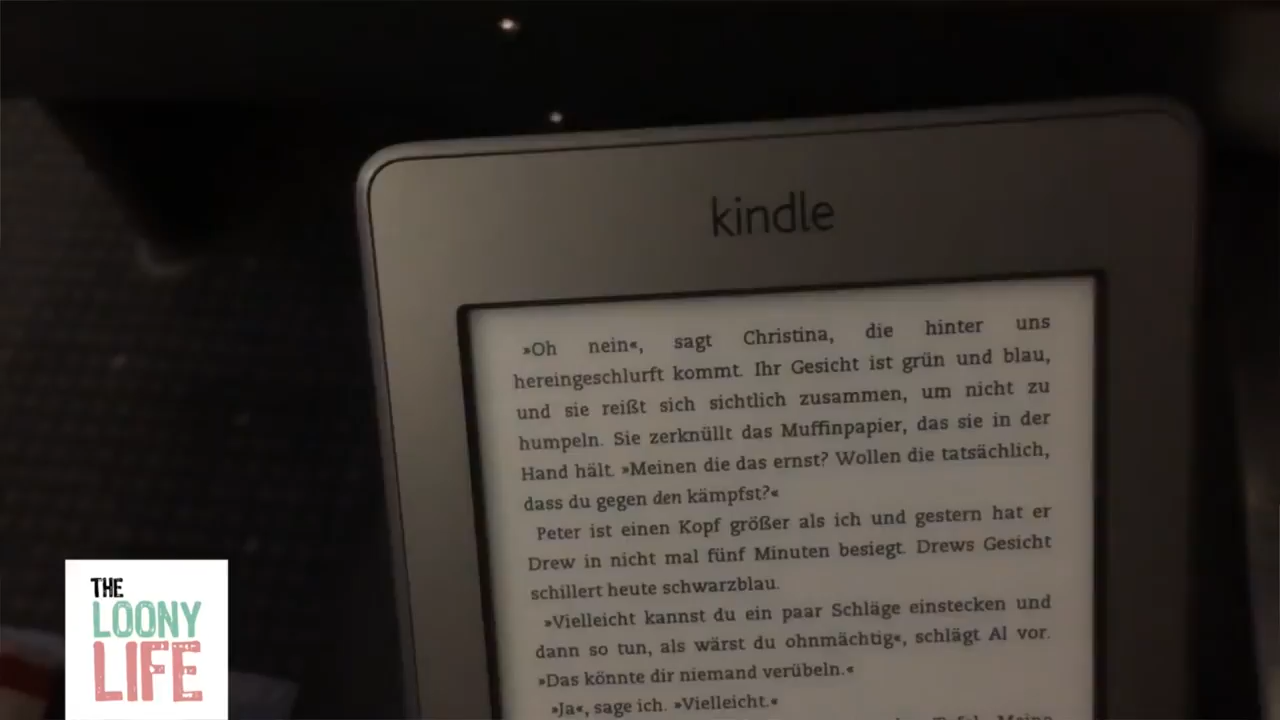 kindle
»Oh nein«, sagt Christina, die hinter uns
hereingeschlurft kommt. Ihr Gesicht ist grün und blau,
und sie reißt sich sichtlich zusammen, um nicht zu
humpeln. Sie zerknüllt das Muffinpapier, das sie in der
Hand hält. »Meinen die das ernst? Wollen die tatsächlich,
dass du gegen den kämpfst?«
Peter ist einen Kopf größer als ich und gestern hat er
Drew in nicht mal fünf Minuten besiegt. Drews Gesicht
schillert heute schwarzblau.
»Vielleicht kannst du ein paar Schläge einstecken und
dann so tun, als wärst du ohnmächtig«, schlägt Al vor.
»Das könnte dir niemand verübeln.«
»Ja«, sage ich. »Vielleicht.«
THE
LOONY
LIFE